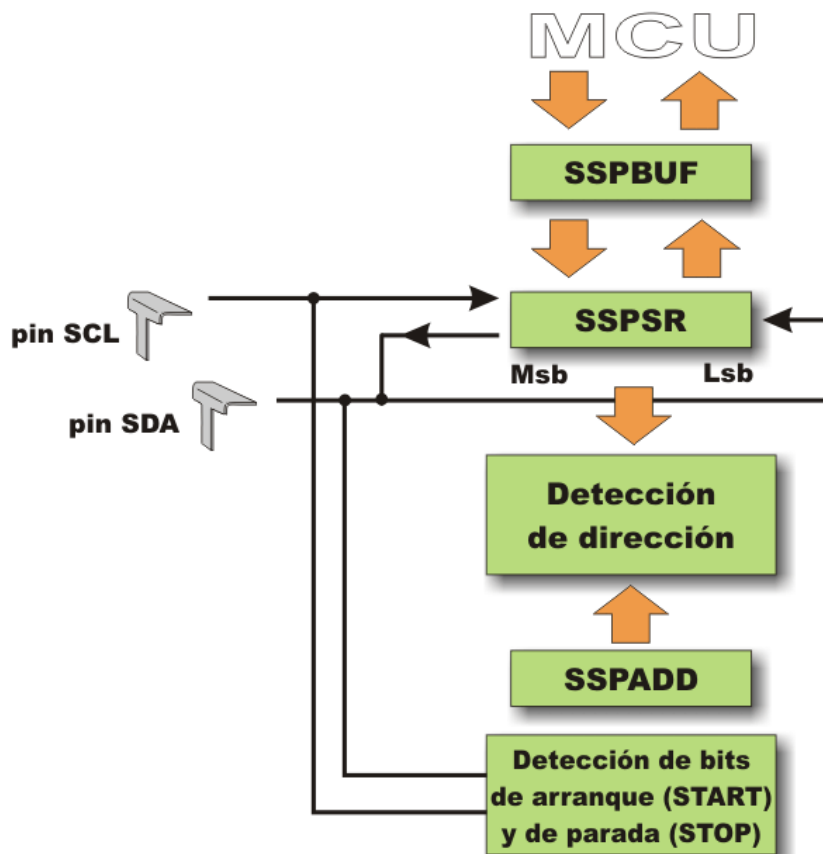 MCU
SSPBUF
pin SCL
SSPSR
Msb
Lsb
pin SDA
Detección
de dirección
SSPADD
Detección de bits
de arranque (START)
y de parada (STOP)